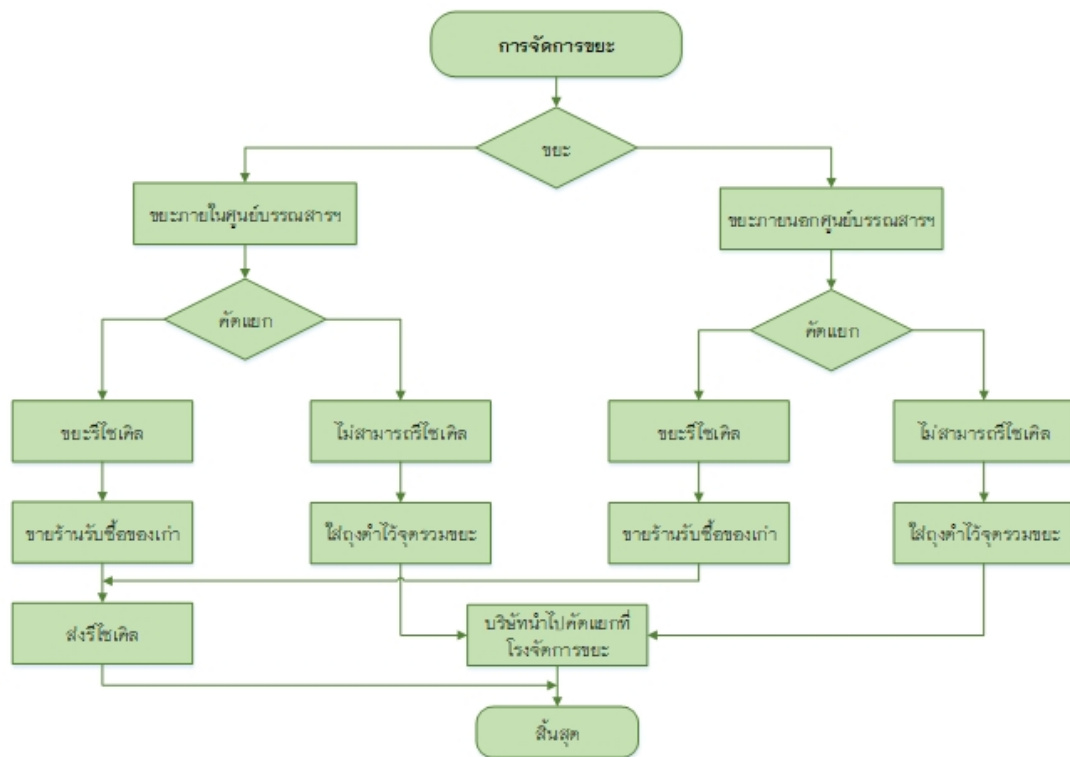 การจัดการขยะ
ขยะ
ขยะภายในศูนย์บรรณสารฯ
ขยะภายนอกศูนย์บรรณสารฯ
คัดแยก
คัดแยก
ขยะรีไซเคิล
ไม่สามารถรีไซเคิล
ขยะรีไซเคิล
ไม่สามารถรีไซเคิล
ขายร้านรับซื้อของเก่า
ใส่ถุงดำไว้จุดรวมขยะ
ขายร้านรับซื้อของเก่า
ใส่ถุงดำไว้จุดรวมขยะ
ส่งรีไซเคิล
บริษัทนำไปคัดแยกที่
โรงจัดการขยะ
สิ้นสุด